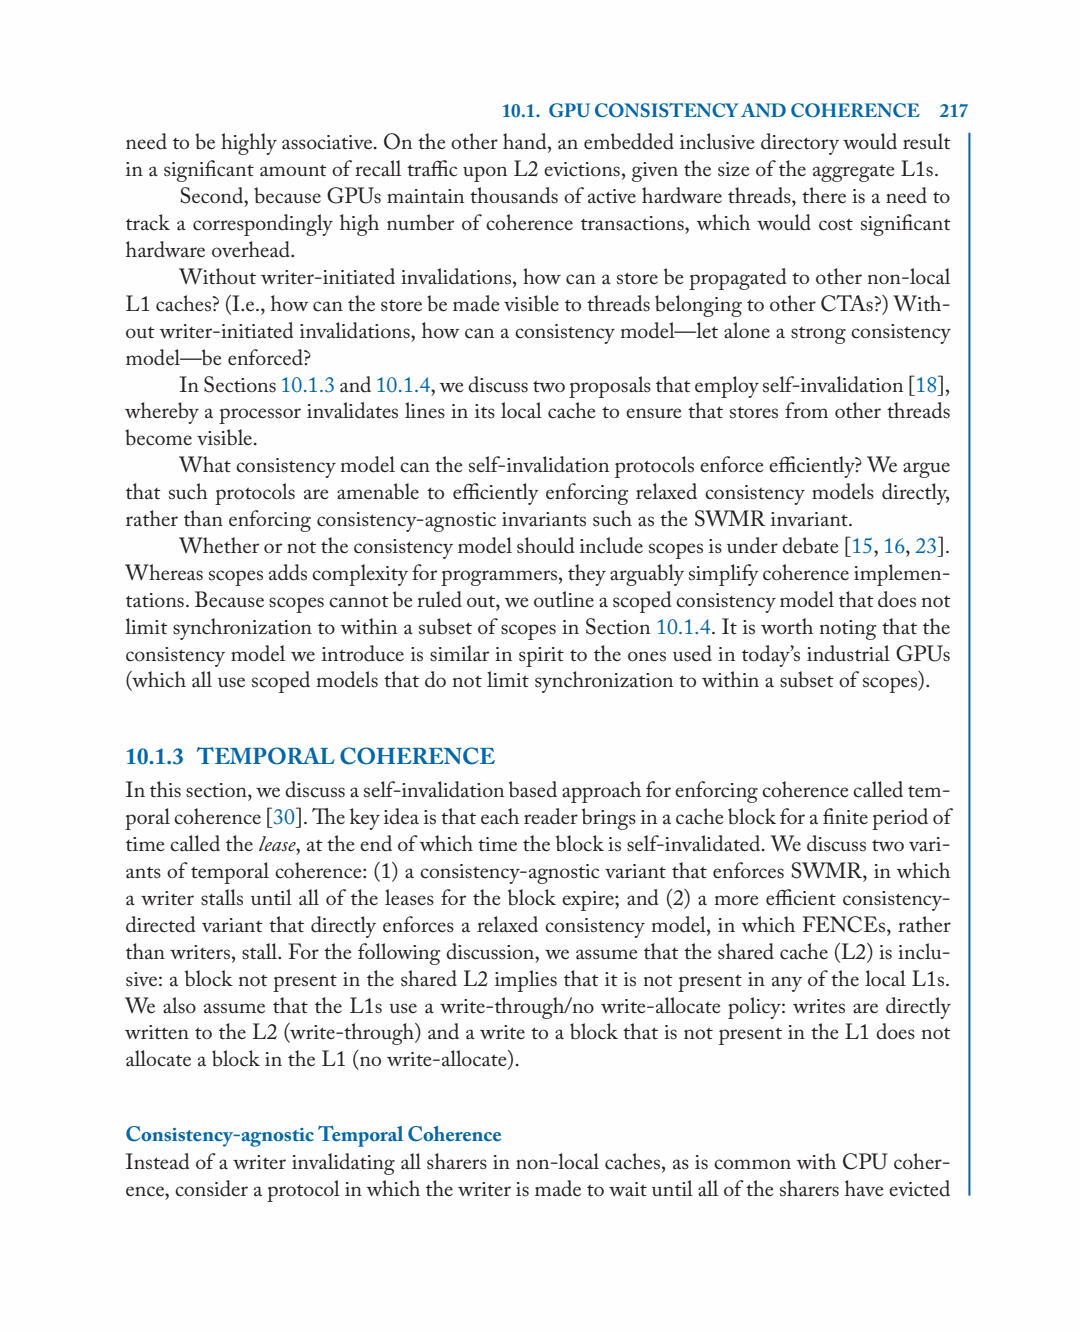 10.1. GPU CONSISTENCY AND COHERENCE 217
need to be highly associative. On the other hand, an embedded inclusive directory would result
in a significant amount of recall traffic upon L2 evictions, given the size of the aggregate L1s.
Second, because GPUs maintain thousands of active hardware threads, there is a need to
track a correspondingly high number of coherence transactions, which would cost significant
hardware overhead.
Without writer-initiated invalidations, how can a store be propagated to other non-local
L1 caches? (I.e., how can the store be made visible to threads belonging to other CTAs?) With-
out writer-initiated invalidations, how can a consistency model—let alone a strong consistency
model—be enforced?
In Sections 10.1.3 and 10.1.4, we discuss two proposals that employ self-invalidation [18],
whereby a processor invalidates lines in its local cache to ensure that stores from other threads
become visible.
What consistency model can the self-invalidation protocols enforce efficiently? We argue
that such protocols are amenable to efficiently enforcing relaxed consistency models directly,
rather than enforcing consistency-agnostic invariants such as the SWMR invariant.
Whether or not the consistency model should include scopes is under debate [15, 16, 23].
Whereas scopes adds complexity for programmers, they arguably simplify coherence implemen-
tations. Because scopes cannot be ruled out, we outline a scoped consistency model that does not
limit synchronization to within a subset of scopes in Section 10.1.4. It is worth noting that the
consistency model we introduce is similar in spirit to the ones used in today's industrial GPUs
(which all use scoped models that do not limit synchronization to within a subset of scopes).
10.1.3 TEMPORAL COHERENCE
In this section, we discuss a self-invalidation based approach for enforcing coherence called tem-
poral coherence [30]. The key idea is that each reader brings in a cache block for a finite period of
time called the lease, at the end of which time the block is self-invalidated. We discuss two vari-
ants of temporal coherence: (1) a consistency-agnostic variant that enforces SWMR, in which
a writer stalls until all of the leases for the block expire; and (2) a more efficient consistency-
directed variant that directly enforces a relaxed consistency model, in which FENCEs, rather
than writers, stall. For the following discussion, we assume that the shared cache (L2) is inclu-
sive: a block not present in the shared L2 implies that it is not present in any of the local L1s.
We also assume that the L1s use a write-through/no write-allocate policy: writes are directly
written to the L2 (write-through) and a write to a block that is not present in the L1 does not
allocate a block in the L1 (no write-allocate).
Consistency-agnostic Temporal Coherence
Instead of a writer invalidating all sharers in non-local caches, as is common with CPU coher-
ence, consider a protocol in which the writer is made to wait until all of the sharers have evicted